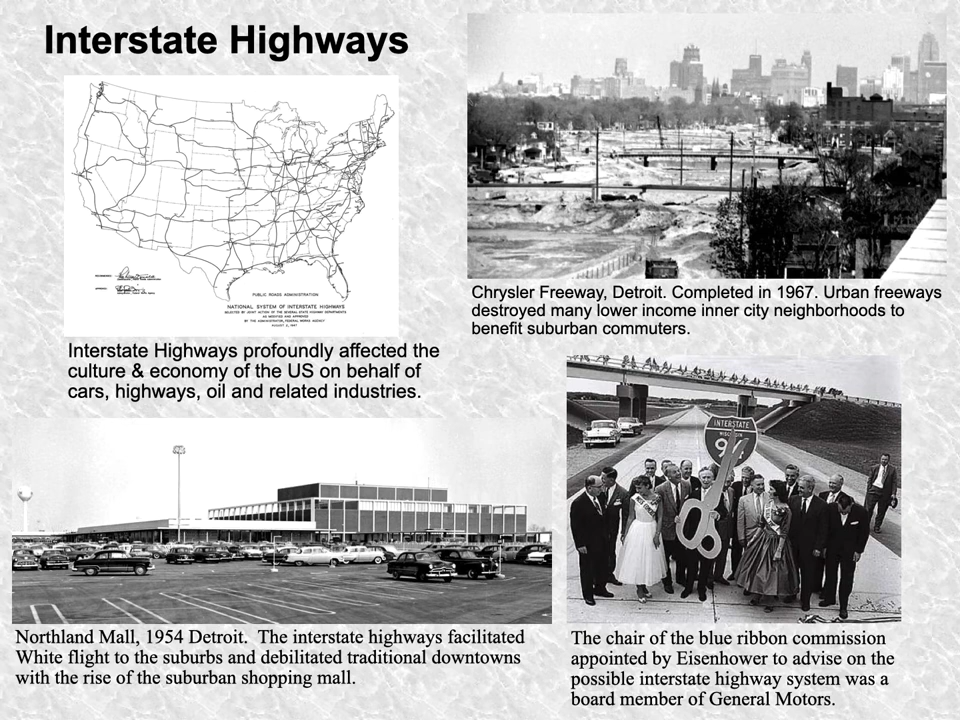 Interstate Highways
PUBLIC ROADS ADMINISTRATION
NATIONAL SYSTEM OF INTERSTATE HIGHWAYS
SELECTED BY JOINT ACTION OF THE SEVERAL STATE HIGHWAY DEPARTMENTS
AS MODIFIED AND APPROVED
BY THE ADMINISTRATOR, FEDERAL WORKS AGENCY
AUGUST 2, 1947
Interstate Highways profoundly affected the
culture & economy of the US on behalf of
cars, highways, oil and related industries.
Chrysler Freeway, Detroit. Completed in 1967. Urban freeways
destroyed many lower income inner city neighborhoods to
benefit suburban commuters.
INTERSTATE
WISCONSIN
94
Northland Mall, 1954 Detroit.  The interstate highways facilitated
White flight to the suburbs and debilitated traditional downtowns
with the rise of the suburban shopping mall.
The chair of the blue ribbon commission
appointed by Eisenhower to advise on the
possible interstate highway system was a
board member of General Motors.